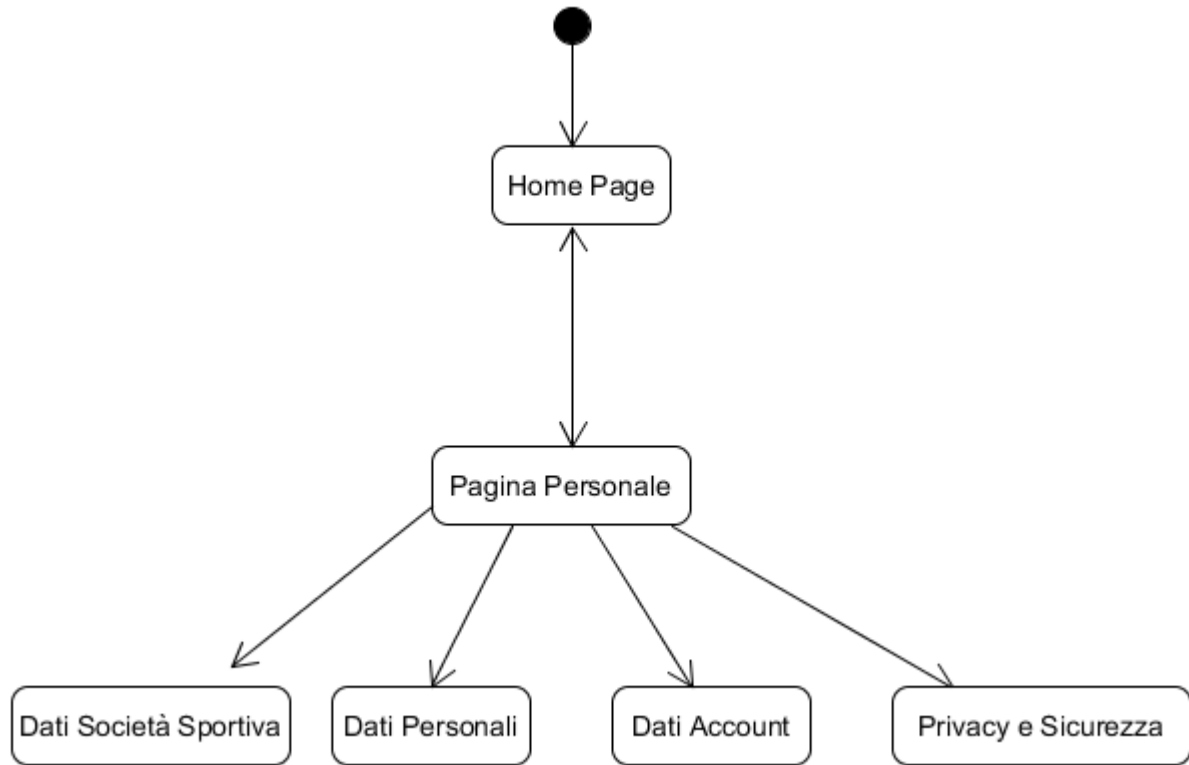 Home Page
Pagina Personale
Dati Società Sportiva
Dati Personali
Dati Account
Privacy e Sicurezza